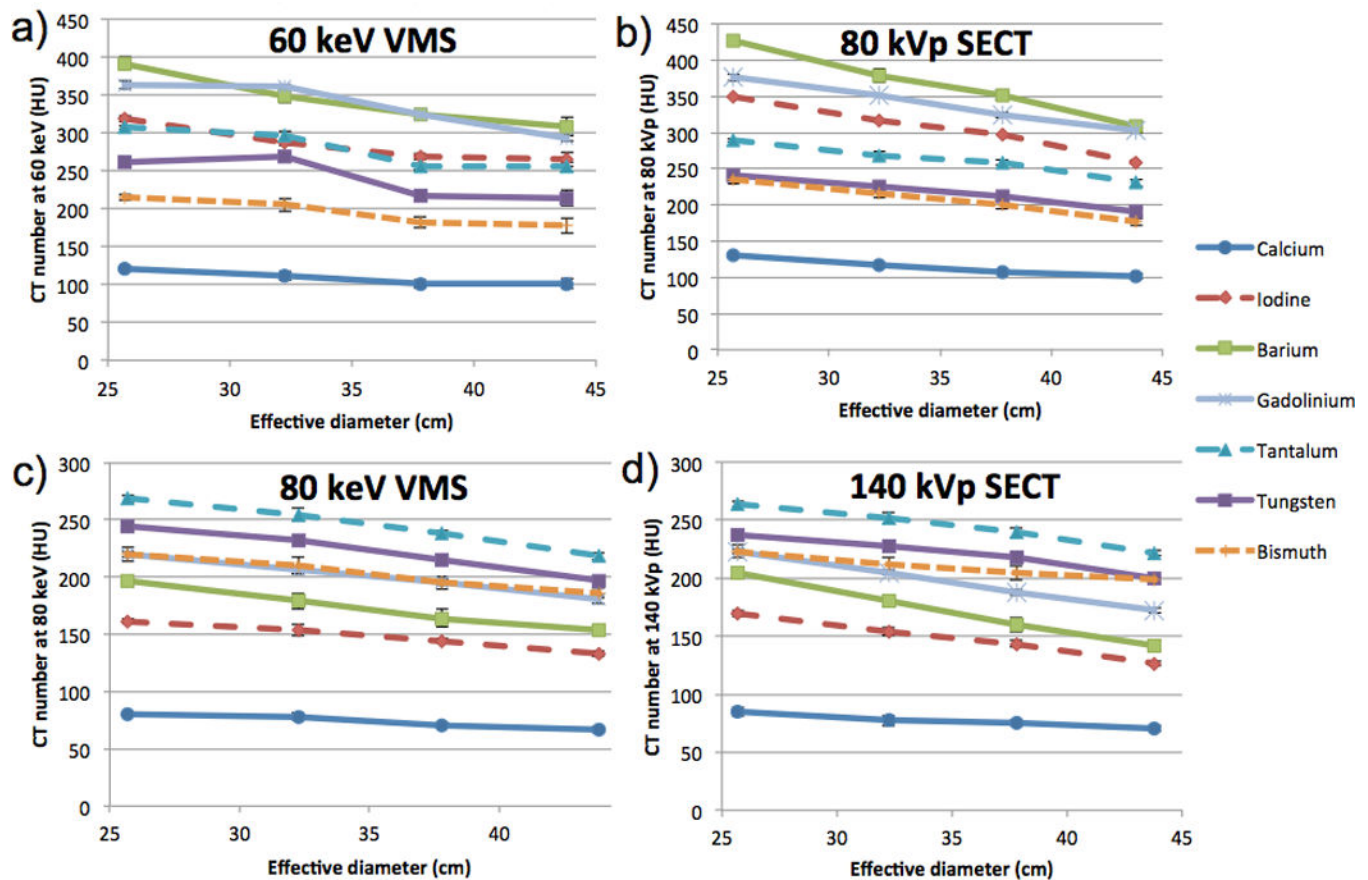 a)
60 keV VMS
CT number at 60 keV (HU)
450
400
350
300
250
200
150
100
50
0
25
30
35
40
45
Effective diameter (cm)
b)
80 kVp SECT
CT number at 80 kVp (HU)
450
400
350
300
250
200
150
100
50
0
25
30
35
40
45
Effective diameter (cm)
Calcium
Iodine
Barium
Gadolinium
Tantalum
Tungsten
Bismuth
c)
80 keV VMS
CT number at 80 keV (HU)
300
250
200
150
100
50
0
25
30
35
40
Effective diameter (cm)
d)
140 kVp SECT
CT number at 140 kVp (HU)
300
250
200
150
100
50
0
25
30
35
40
45
Effective diameter (cm)